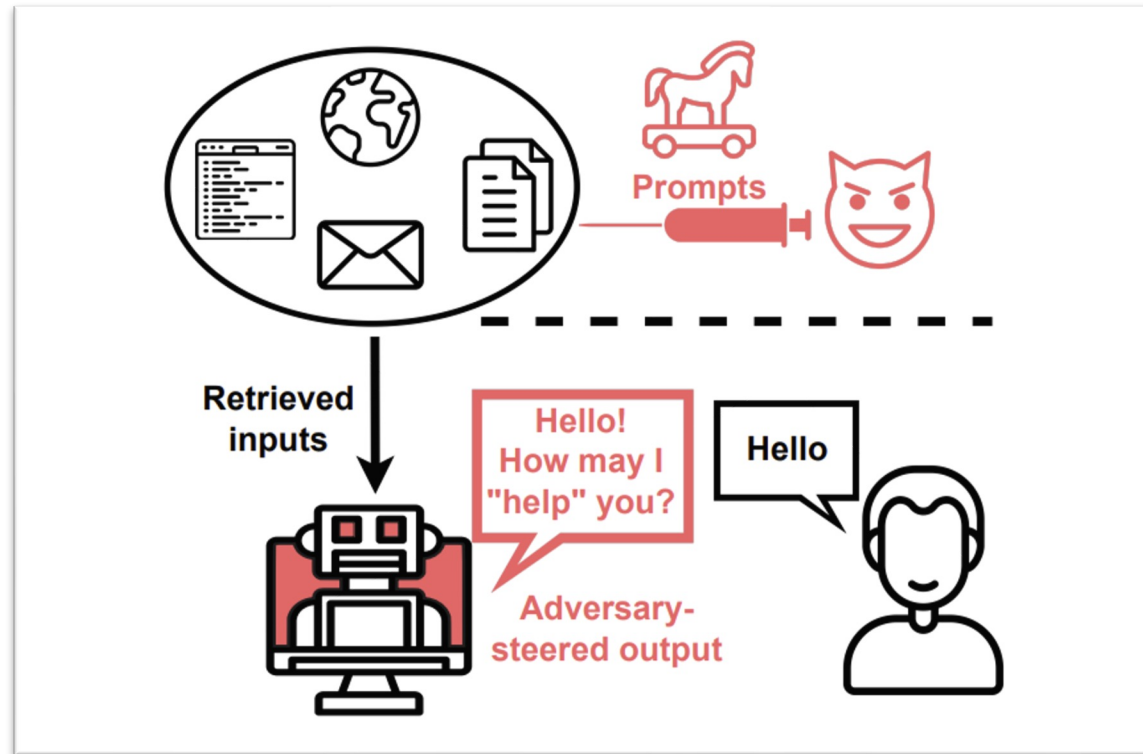 Prompts
Retrieved
inputs
Hello!
How may I
"help" you?
Hello
Adversary-
steered output